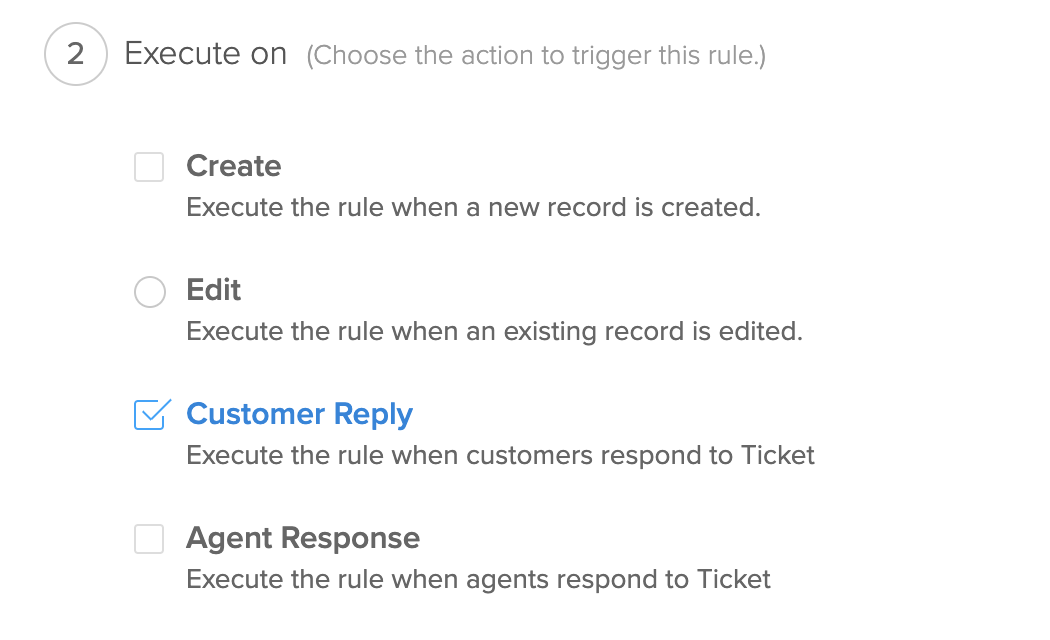 2 Execute on (Choose the action to trigger this rule.)
Create
Execute the rule when a new record is created.
Edit
Execute the rule when an existing record is edited.
Customer Reply
Execute the rule when customers respond to Ticket
Agent Response
Execute the rule when agents respond to Ticket